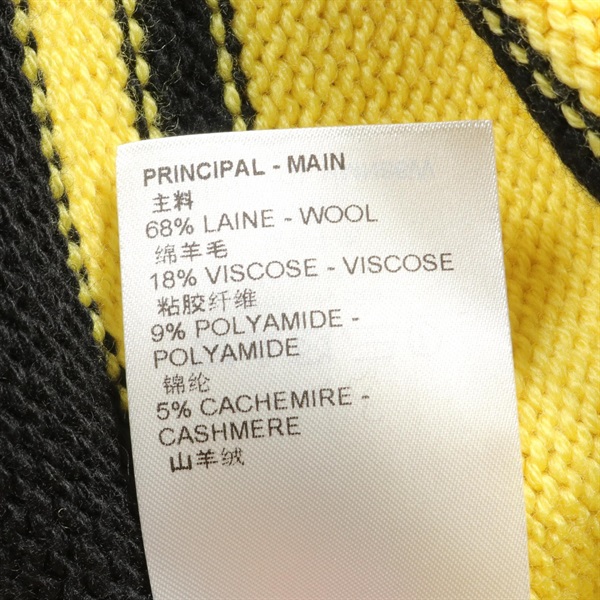 PRINCIPAL - MAIN
主料
68% LAINE - WOOL
绵羊毛
18% VISCOSE - VISCOSE
粘胶纤维
9% POLYAMIDE -
POLYAMIDE
锦纶
5% CACHEMIRE -
CASHMERE
山羊绒